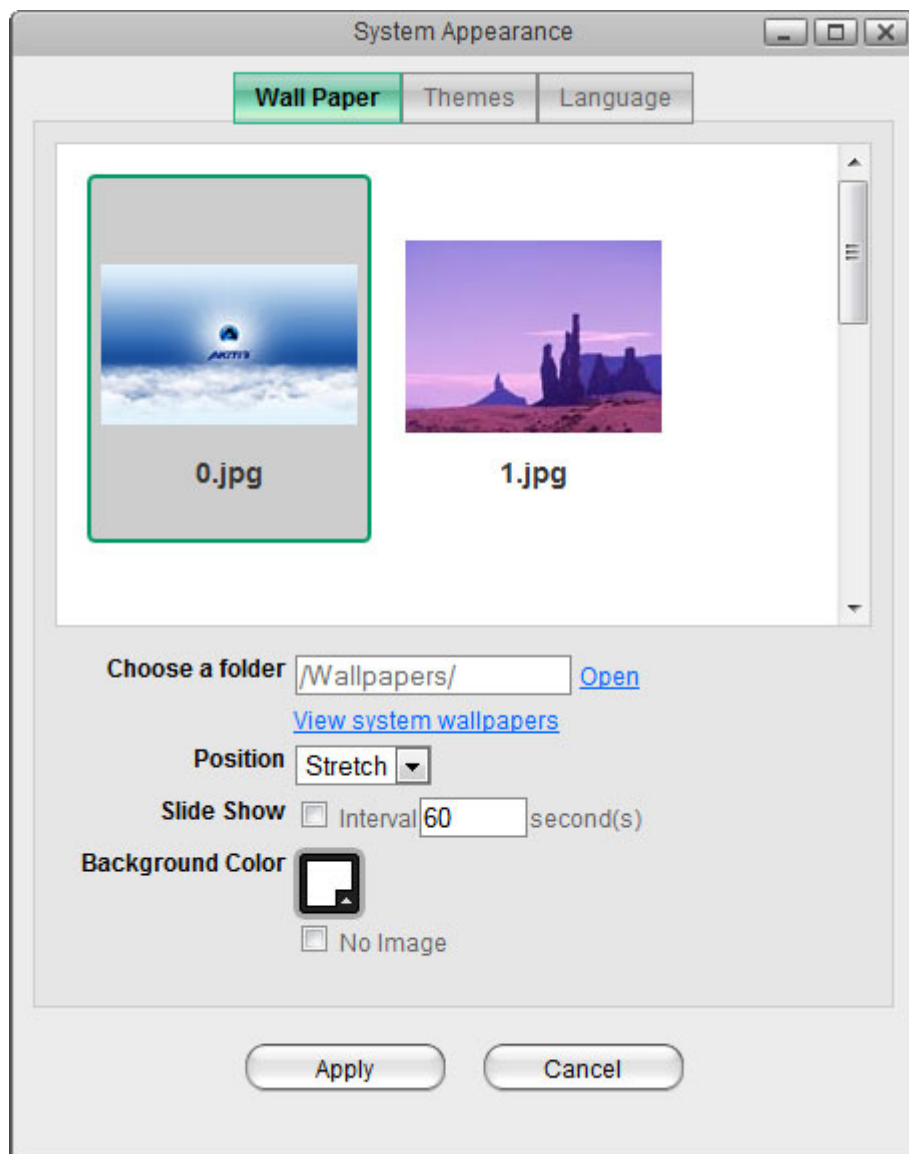 System Appearance
Wall Paper Themes Language
AKiTiO
0.jpg 1.jpg
Choose a folder /Wallpapers/ Open
View system wallpapers
Position Stretch
Slide Show Interval 60 second(s)
Background Color
No Image
Apply Cancel